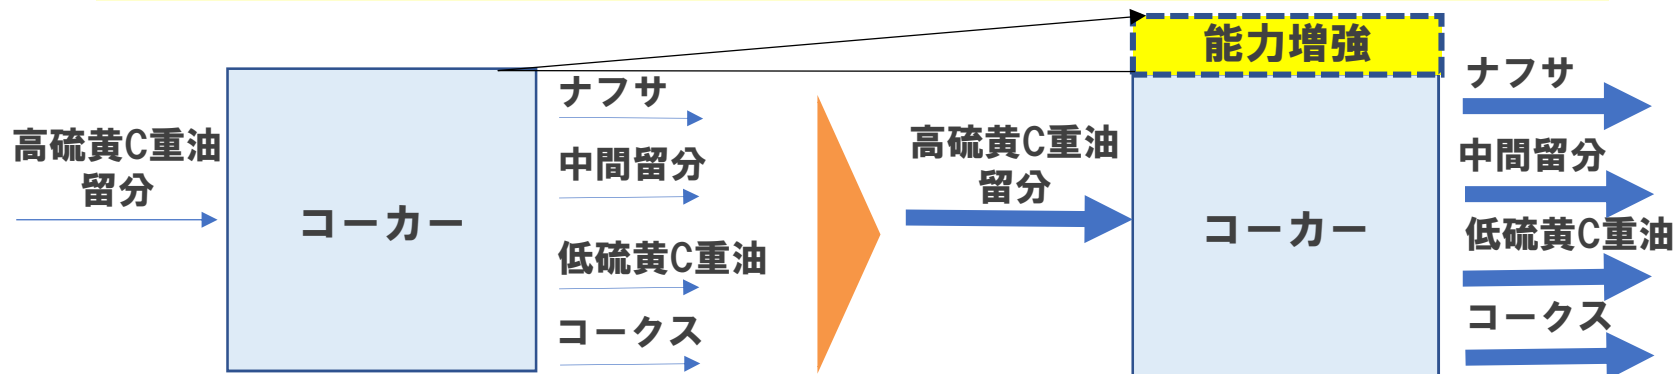 高硫黄C重油
留分
コーカー
ナフサ
中間留分
低硫黄C重油
コークス
高硫黄C重油
留分
能力増強
コーカー
ナフサ
中間留分
低硫黄C重油
コークス